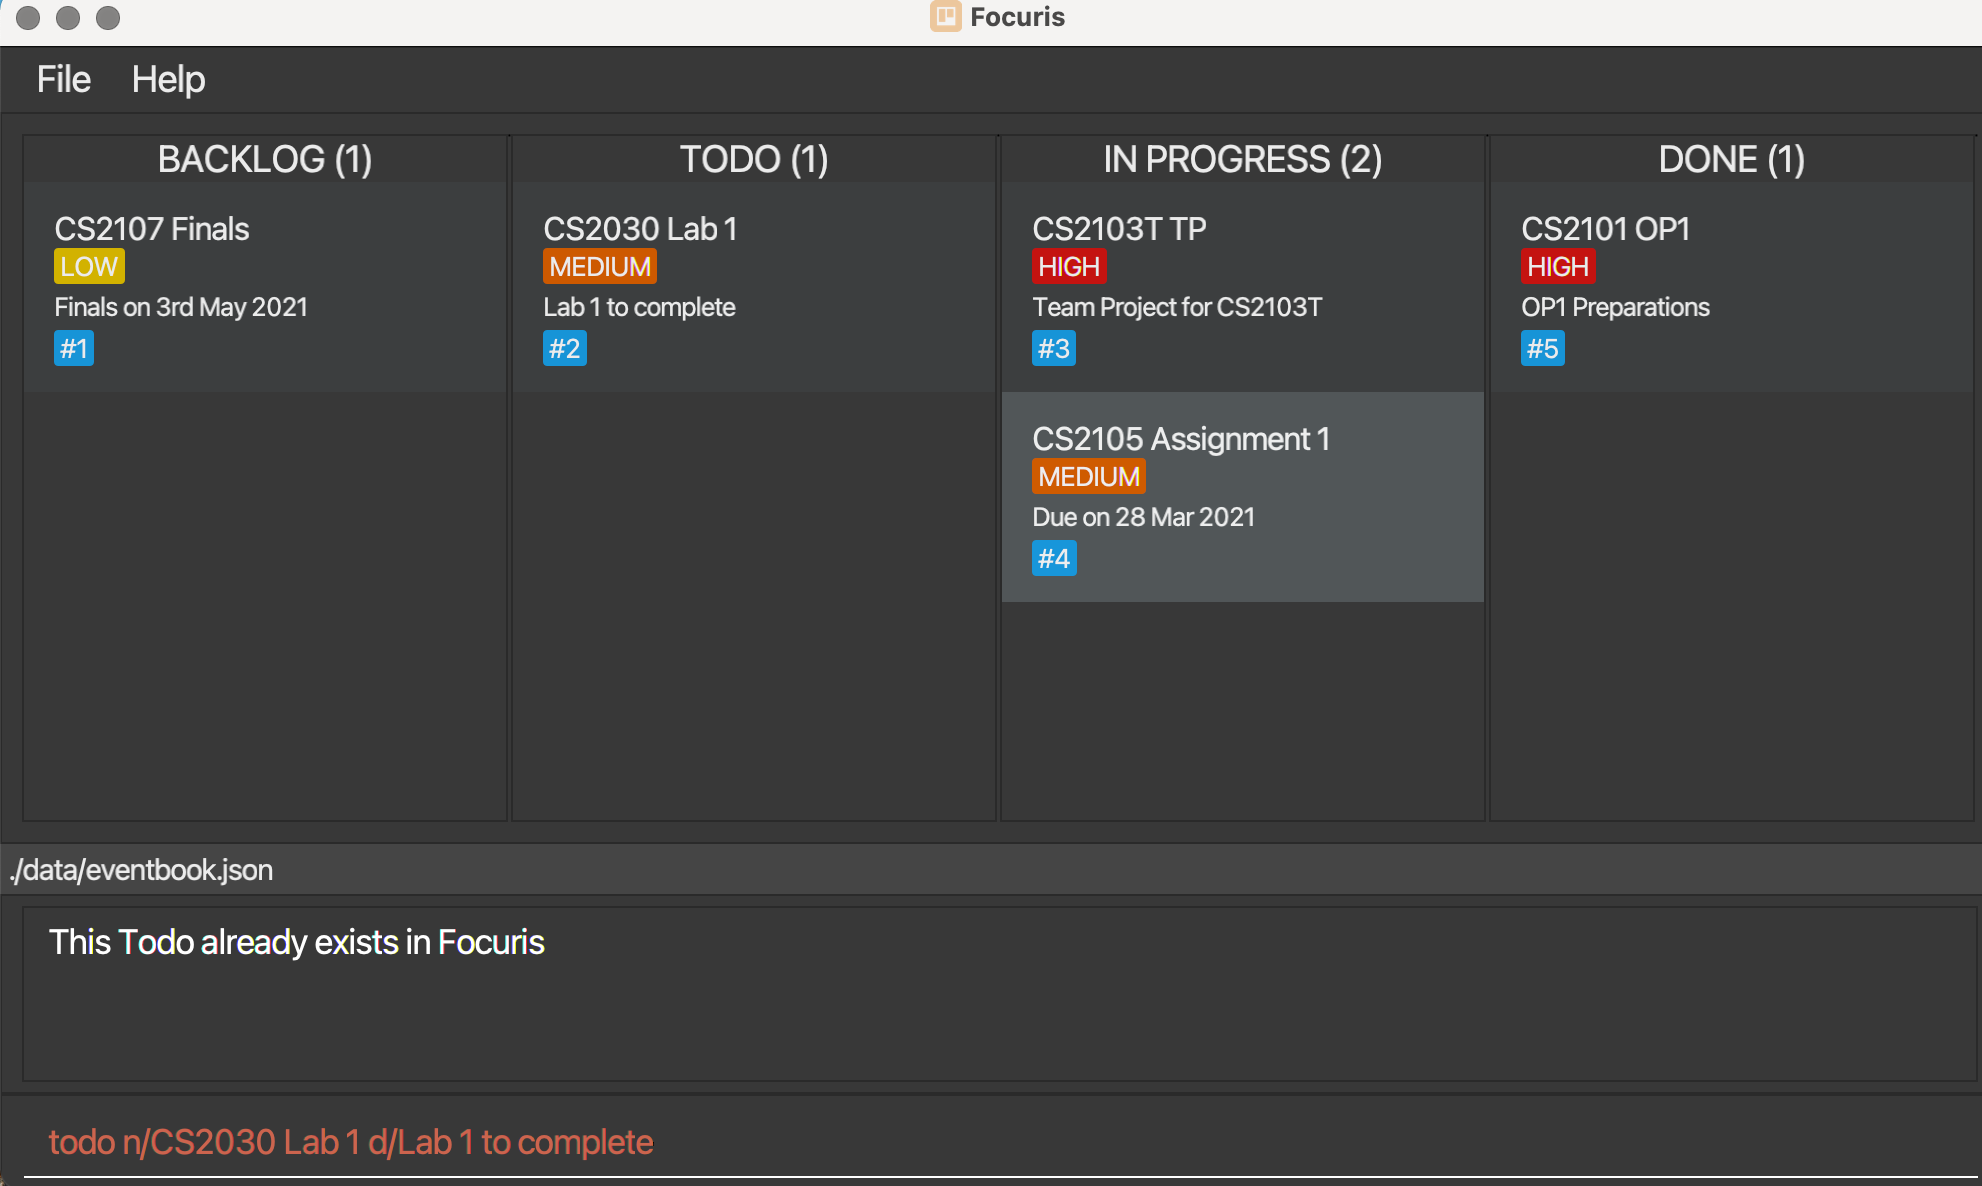 Focuris
File Help
BACKLOG (1)
CS2107 Finals
LOW
Finals on 3rd May 2021
#1
TODO (1)
CS2030 Lab 1
MEDIUM
Lab 1 to complete
#2
IN PROGRESS (2)
CS2103T TP
HIGH
Team Project for CS2103T
#3
CS2105 Assignment 1
MEDIUM
Due on 28 Mar 2021
#4
DONE (1)
CS2101 OP1
HIGH
OP1 Preparations
#5
./data/eventbook.json
This Todo already exists in Focuris
todo n/CS2030 Lab 1 d/Lab 1 to complete